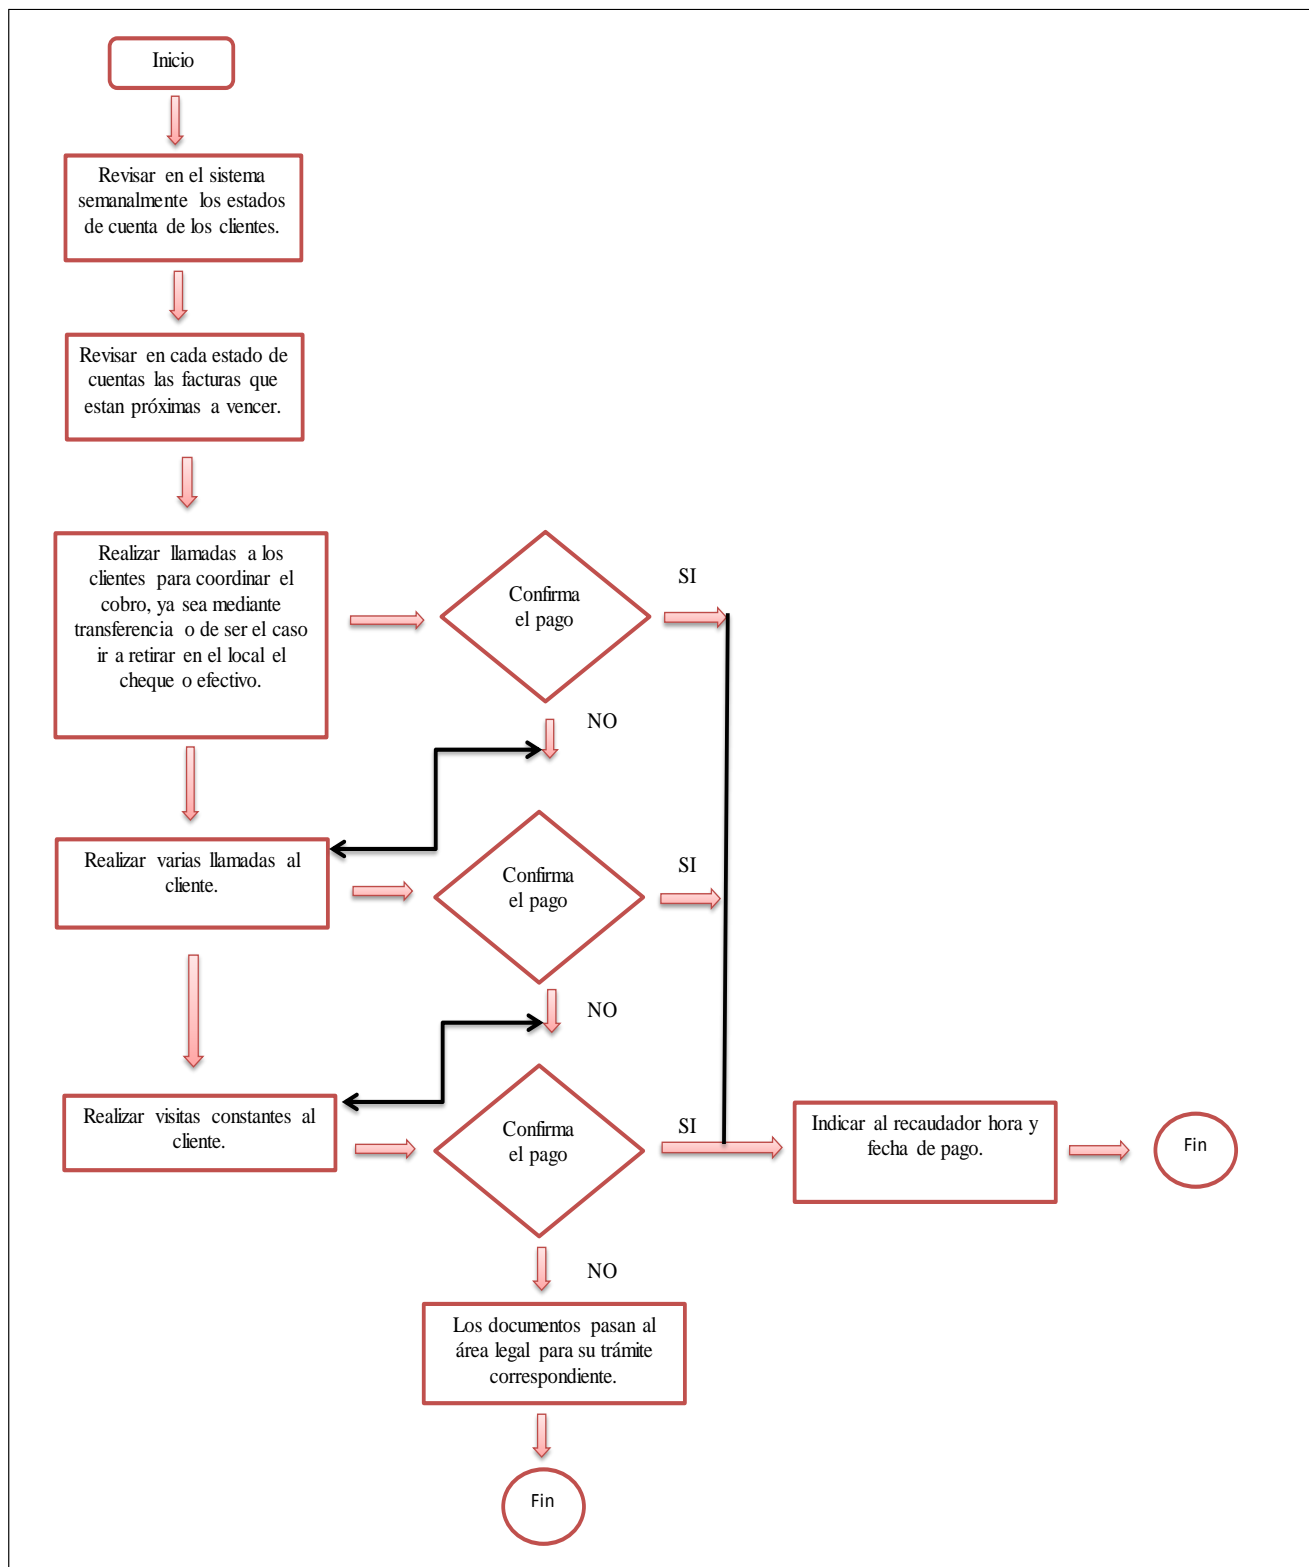 Inicio
Revisar en el sistema
semanalmente los estados
de cuenta de los clientes.
Revisar en cada estado de
cuentas las facturas que
estan próximas a vencer.
Realizar llamadas a los
clientes para coordinar el
cobro, ya sea mediante
transferencia o de ser el caso
ir a retirar en el local el
cheque o efectivo.
Confirma
el pago
SI
NO
Realizar varias llamadas al
cliente.
Confirma
el pago
SI
NO
Realizar visitas constantes al
cliente.
Confirma
el pago
SI
Indicar al recaudador hora y
fecha de pago.
Fin
NO
Los documentos pasan al
área legal para su trámite
correspondiente.
Fin